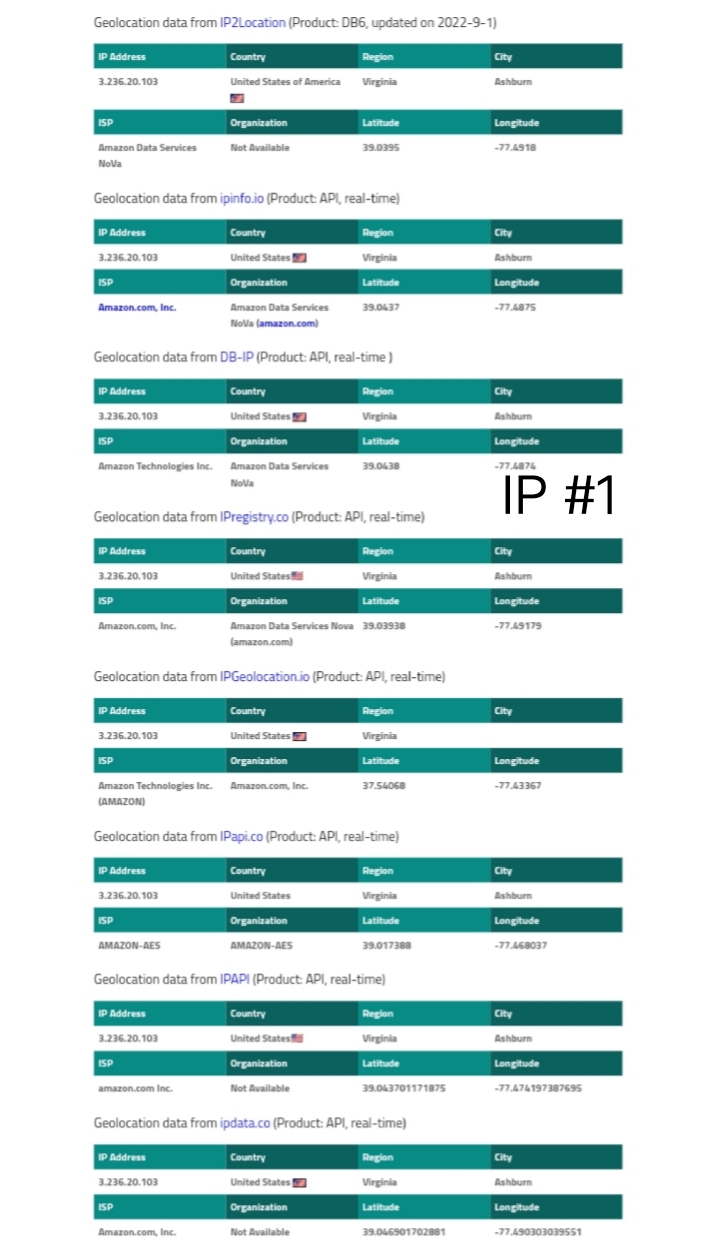 Geolocation data from IP2Location (Product: DB6, updated on 2022-9-1)
IP Address Country Region City
3.236.20.103 United States of America Virginia Ashburn
ISP Organization Latitude Longitude
Amazon Data Services NoVa Not Available 39.0395 -77.4918
Geolocation data from ipinfo.io (Product: API, real-time)
IP Address Country Region City
3.236.20.103 United States Virginia Ashburn
ISP Organization Latitude Longitude
Amazon.com, Inc. Amazon Data Services NoVa (amazon.com) 39.0437 -77.4875
Geolocation data from DB-IP (Product: API, real-time )
IP Address Country Region City
3.236.20.103 United States Virginia Ashburn
ISP Organization Latitude Longitude
Amazon Technologies Inc. Amazon Data Services NoVa 39.0438 -77.4874
IP #1
Geolocation data from IPregistry.co (Product: API, real-time)
IP Address Country Region City
3.236.20.103 United States Virginia Ashburn
ISP Organization Latitude Longitude
Amazon.com, Inc. Amazon Data Services Nova (amazon.com) 39.03938 -77.49179
Geolocation data from IPGeolocation.io (Product: API, real-time)
IP Address Country Region City
3.236.20.103 United States Virginia
ISP Organization Latitude Longitude
Amazon Technologies Inc. (AMAZON) Amazon.com, Inc. 37.54068 -77.43367
Geolocation data from IPapi.co (Product: API, real-time)
IP Address Country Region City
3.236.20.103 United States Virginia Ashburn
ISP Organization Latitude Longitude
AMAZON-AES AMAZON-AES 39.017388 -77.468037
Geolocation data from IPAPI (Product: API, real-time)
IP Address Country Region City
3.236.20.103 United States Virginia Ashburn
ISP Organization Latitude Longitude
amazon.com Inc. Not Available 39.043701171875 -77.474197387695
Geolocation data from ipdata.co (Product: API, real-time)
IP Address Country Region City
3.236.20.103 United States Virginia Ashburn
ISP Organization Latitude Longitude
Amazon.com, Inc. Not Available 39.046901702881 -77.490303039551